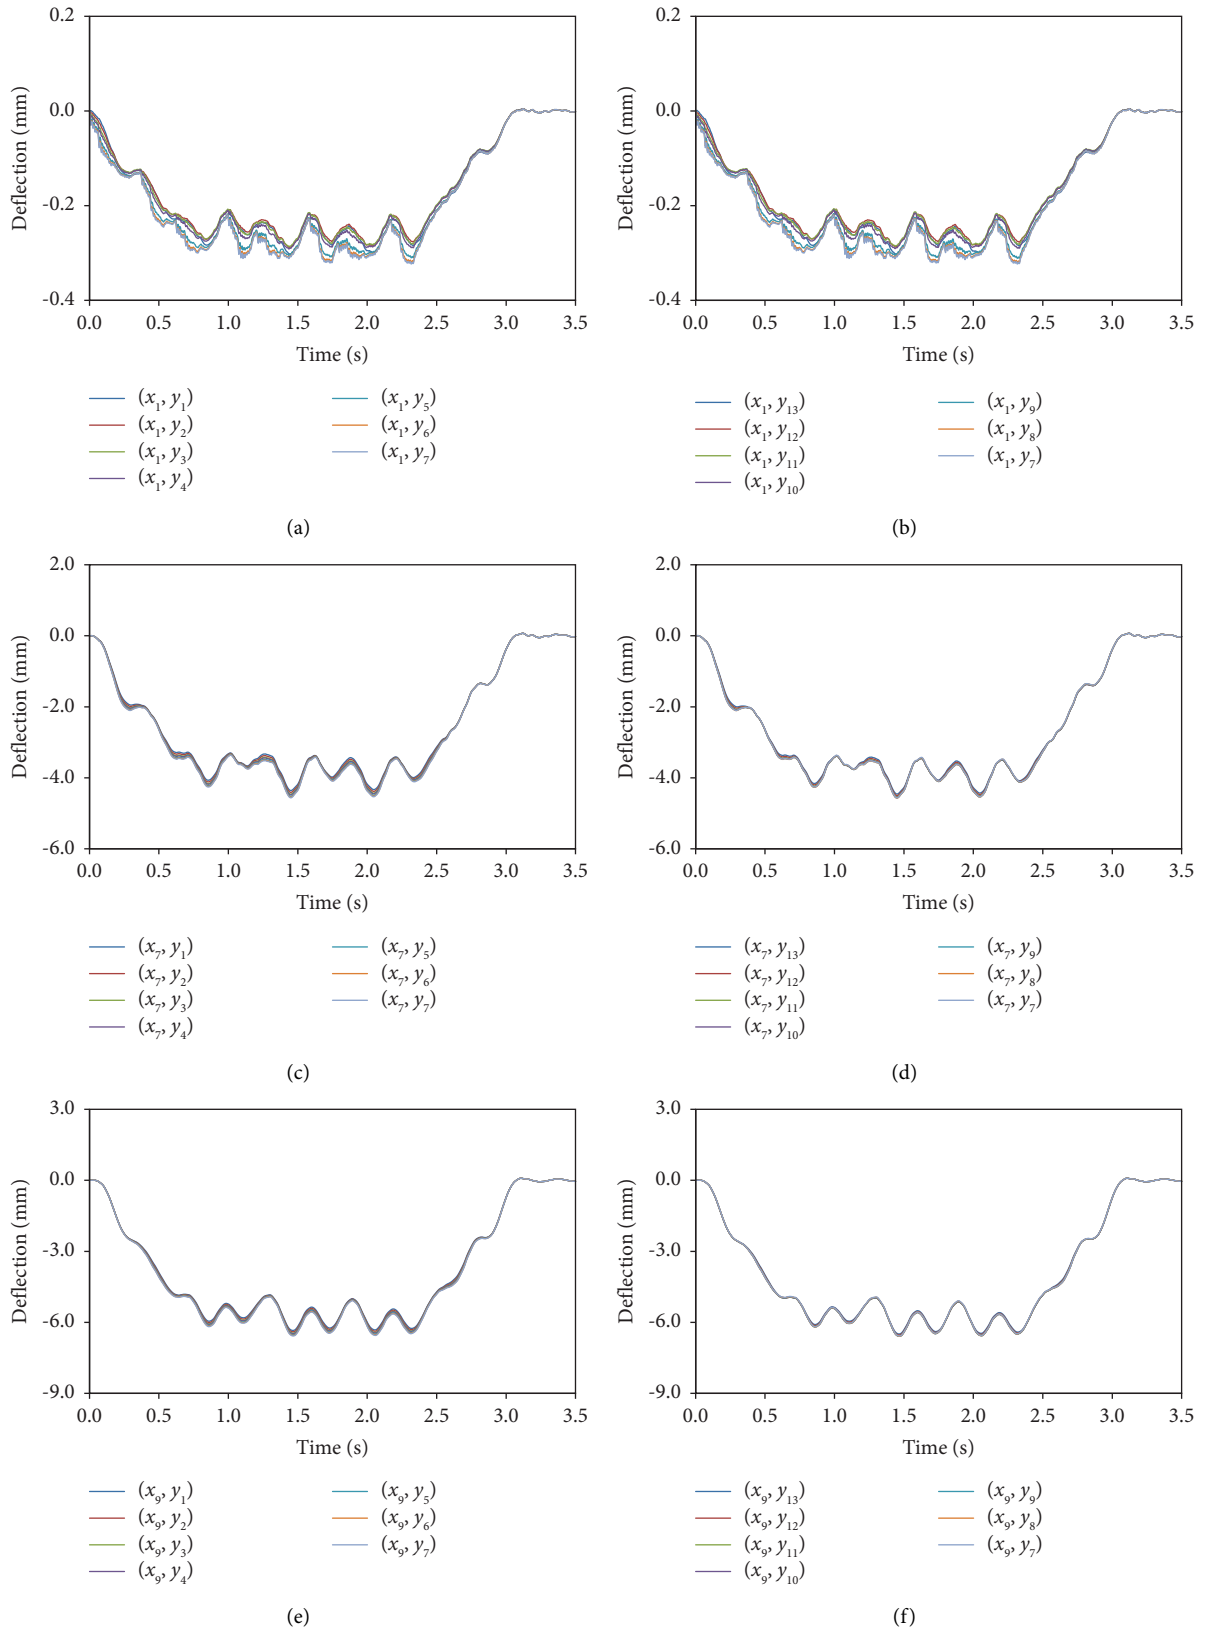 0.2
0.0
-0.2
-0.4
Deflection (mm)
0.0 0.5 1.0 1.5 2.0 2.5 3.0 3.5
Time (s)
(x1, y1)
(x1, y2)
(x1, y3)
(x1, y4)
(x1, y5)
(x1, y6)
(x1, y7)
(a)
0.2
0.0
-0.2
-0.4
Deflection (mm)
0.0 0.5 1.0 1.5 2.0 2.5 3.0 3.5
Time (s)
(x1, y13)
(x1, y12)
(x1, y11)
(x1, y10)
(x1, y9)
(x1, y8)
(x1, y7)
(b)
2.0
0.0
-2.0
-4.0
-6.0
Deflection (mm)
0.0 0.5 1.0 1.5 2.0 2.5 3.0 3.5
Time (s)
(x7, y1)
(x7, y2)
(x7, y3)
(x7, y4)
(x7, y5)
(x7, y6)
(x7, y7)
(c)
2.0
0.0
-2.0
-4.0
-6.0
Deflection (mm)
0.0 0.5 1.0 1.5 2.0 2.5 3.0 3.5
Time (s)
(x7, y13)
(x7, y12)
(x7, y11)
(x7, y10)
(x7, y9)
(x7, y8)
(x7, y7)
(d)
3.0
0.0
-3.0
-6.0
-9.0
Deflection (mm)
0.0 0.5 1.0 1.5 2.0 2.5 3.0 3.5
Time (s)
(x9, y1)
(x9, y2)
(x9, y3)
(x9, y4)
(x9, y5)
(x9, y6)
(x9, y7)
(e)
3.0
0.0
-3.0
-6.0
-9.0
Deflection (mm)
0.0 0.5 1.0 1.5 2.0 2.5 3.0 3.5
Time (s)
(x9, y13)
(x9, y12)
(x9, y11)
(x9, y10)
(x9, y9)
(x9, y8)
(x9, y7)
(f)